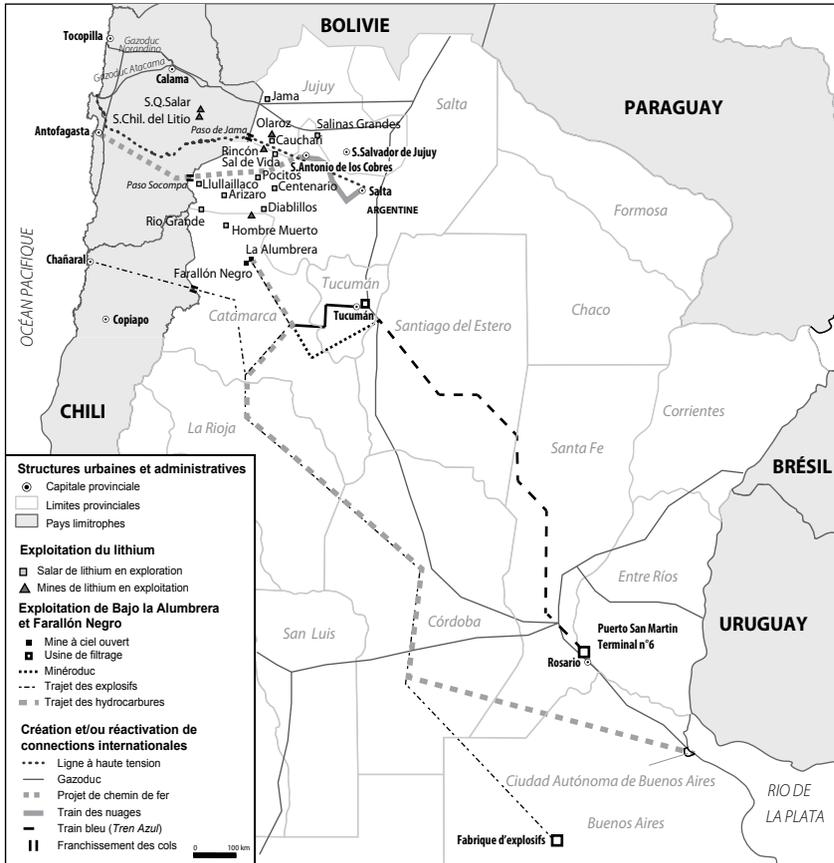 BOLIVIE
Tocopilla
Gazoduc
Norandino
Gazoduc Atacama
Calama
Jujuy
Jama
Salta
PARAGUAY
S.Q.Salar
S.Chil. del Litio
Olaroz
Salinas Grandes
Antofagasta
Paso de Jama
Cauchari
Rincón
Sal de Vida
S.Salvador de Jujuy
S.Antonio de los Cobres
Paso Socompa
Pocitos
Llullaillaco
Centenario
Salta
Arizaro
ARGENTINE
Rio Grande
Diablillos
Formosa
Hombre Muerto
La Alumbrera
OCÉAN PACIFIQUE
Chañaral
Farallón Negro
Tucumán
Chaco
Copiapo
Catamarca
Tucumán
Santiago del Estero
CHILI
La Rioja
Corrientes
Santa Fe
BRÉSIL
Entre Ríos
San Luis
Córdoba
URUGUAY
Puerto San Martin
Terminal n°6
Rosario
Ciudad Autónoma de Buenos Aires
RIO DE
LA PLATA
Buenos Aires
Fabrique d'explosifs
Structures urbaines et administratives
Capitale provinciale
Limites provinciales
Pays limitrophes
Exploitation du lithium
Salar de lithium en exploration
Mines de lithium en exploitation
Exploitation de Bajo la Alumbrera
et Farallón Negro
Mine à ciel ouvert
Usine de filtrage
Minéroduc
Trajet des explosifs
Trajet des hydrocarbures
Création et/ou réactivation de
connections internationales
Ligne à haute tension
Gazoduc
Projet de chemin de fer
Train des nuages
Train bleu (Tren Azul)
Franchissement des cols
0 100 km